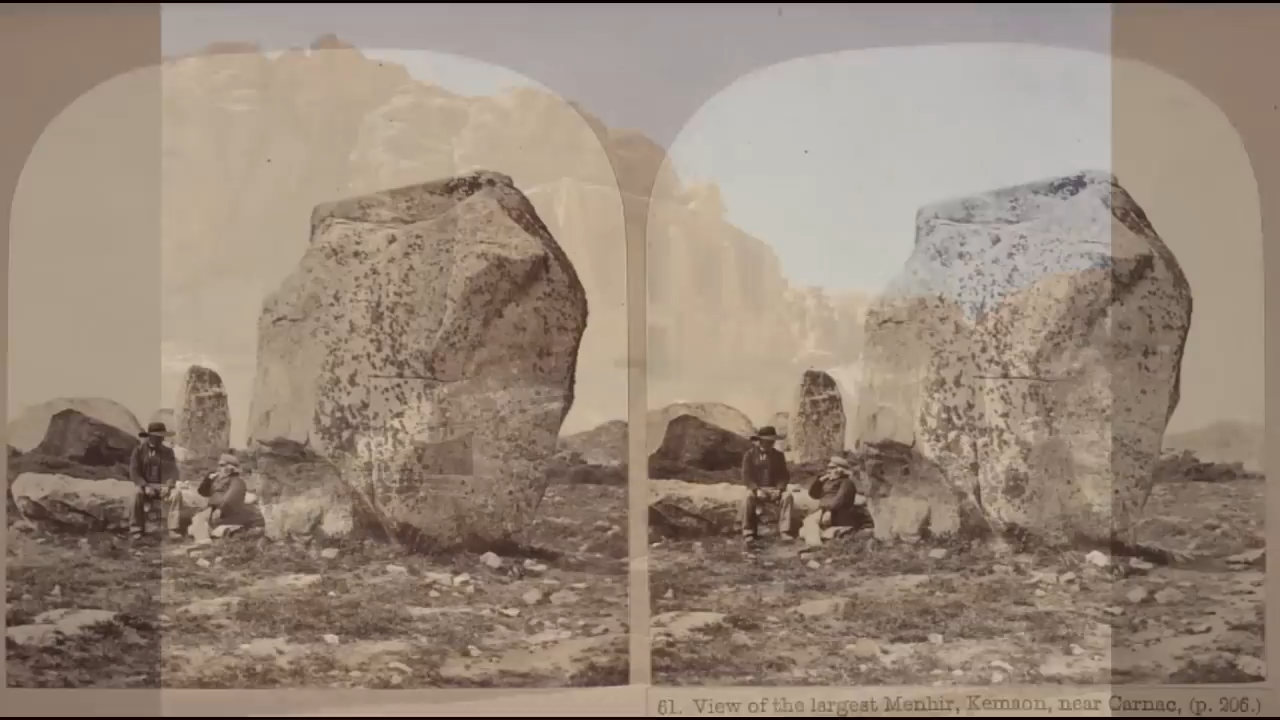 61. View of the largest Menhir, Kemaon, near Carnac, (p. 206.)